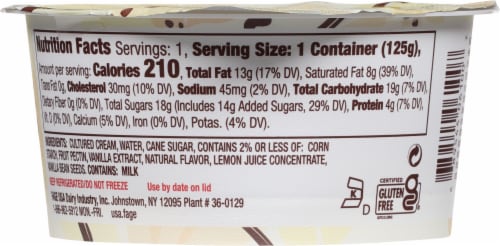 Nutrition Facts Servings: 1, Serving Size: 1 Container (125g),
Amount per serving: Calories 210, Total Fat 13g (17% DV), Saturated Fat 8g (39% DV),
Trans Fat 0g, Cholesterol 30mg (10% DV), Sodium 45mg (2% DV), Total Carbohydrate 19g (7% DV),
Dietary Fiber 0g (0% DV), Total Sugars 18g (Includes 14g Added Sugars, 29% DV), Protein 4g (7% DV),
Vit. D (0% DV), Calcium (5% DV), Iron (0% DV), Potas. (4% DV).
INGREDIENTS: CULTURED CREAM, WATER, CANE SUGAR, CONTAINS 2% OR LESS OF: CORN
STARCH, FRUIT PECTIN, VANILLA EXTRACT, NATURAL FLAVOR, LEMON JUICE CONCENTRATE,
VANILLA BEAN SEEDS. CONTAINS: MILK
KEEP REFRIGERATED/DO NOT FREEZE Use by date on lid
FAGE USA Dairy Industry, Inc. Johnstown, NY 12095 Plant # 36-0129
1-866-962-5912 MON.-FRI. usa.fage
K
D
CERTIFIED
GLUTEN
FREE